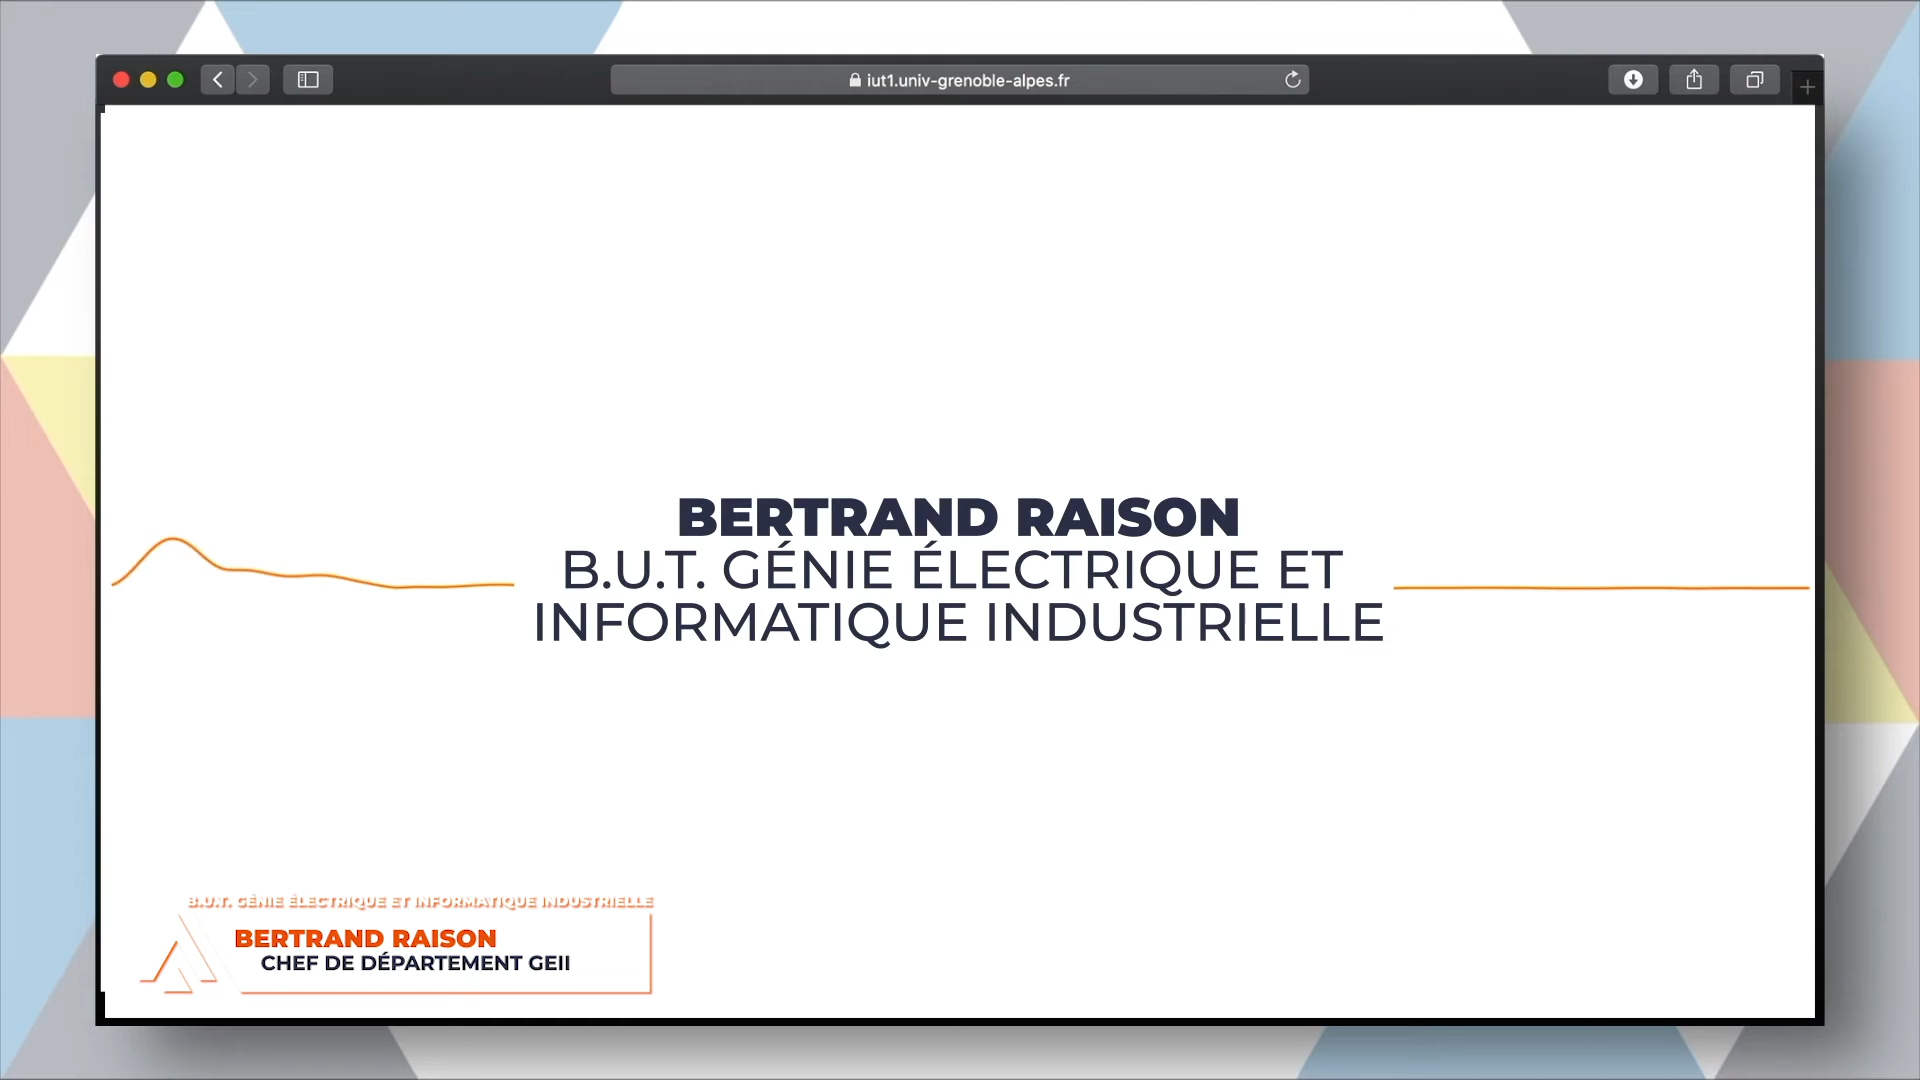 iut1.univ-grenoble-alpes.fr
BERTRAND RAISON
B.U.T. GÉNIE ÉLECTRIQUE ET
INFORMATIQUE INDUSTRIELLE
B.U.T. GÉNIE ÉLECTRIQUE ET INFORMATIQUE INDUSTRIELLE
BERTRAND RAISON
CHEF DE DÉPARTEMENT GEII